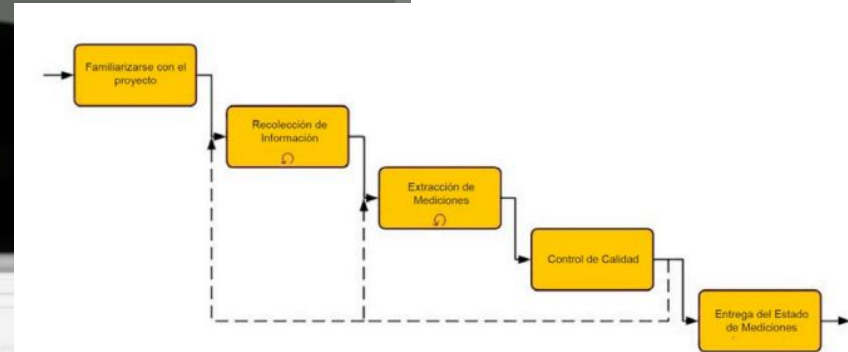 Familiarizarse con el
proyecto
Recolección de
Información
Extracción de
Mediciones
Control de Calidad
Entrega del Estado
de Mediciones